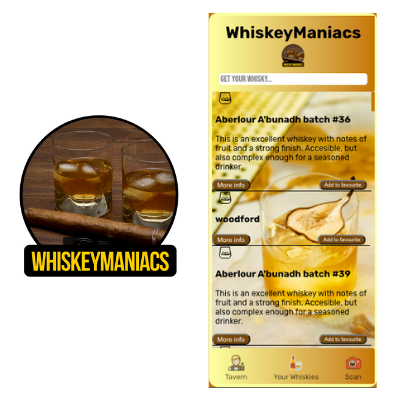 WHISKEYMANIACS
WhiskeyManiacs
GET YOUR WHISKEY...
Aberlour A'bunadh batch #36
This is an excellent whiskey with notes of
fruit and a strong finish. Accesible, but
also complex enough for a seasoned
drinker.
More info
Add to favourite
woodford
More info
Add to favourite
Aberlour A'bunadh batch #39
This is an excellent whiskey with notes of
fruit and a strong finish. Accesible, but
also complex enough for a seasoned
drinker.
More info
Add to favourite
Tavern
Your Whiskies
Scan